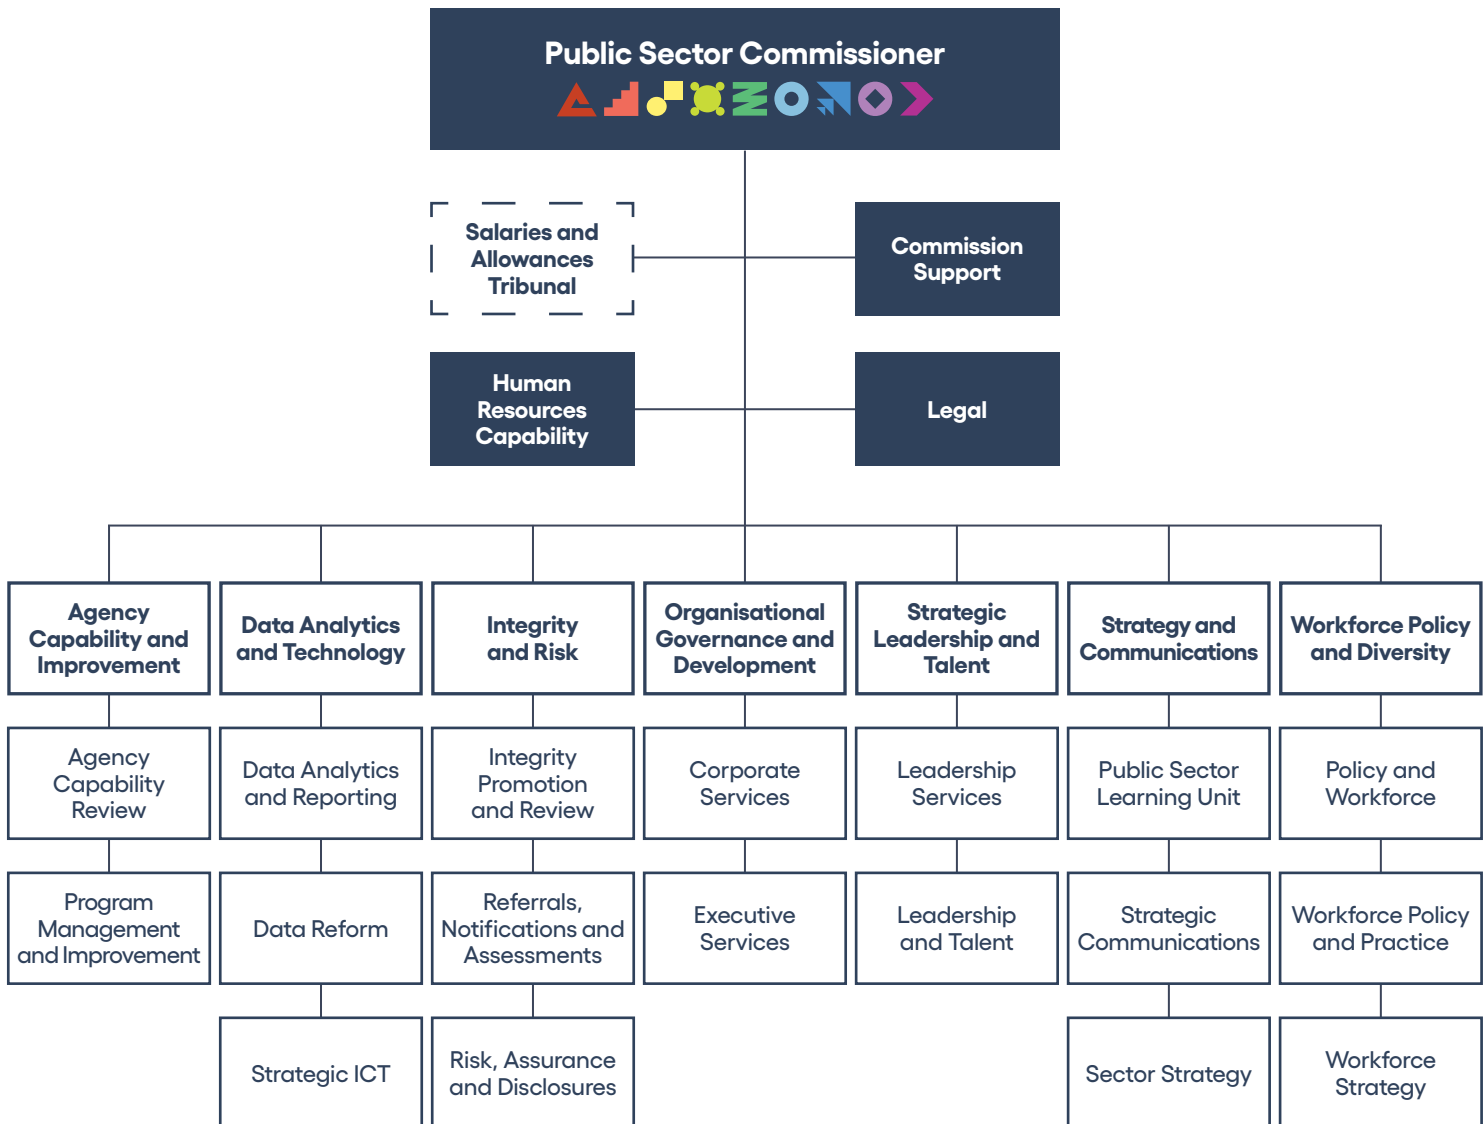 Public Sector Commissioner
Salaries and
Allowances
Tribunal
Commission
Support
Human
Resources
Capability
Legal
Agency
Capability and
Improvement
Data Analytics
and Technology
Integrity
and Risk
Organisational
Governance and
Development
Strategic
Leadership and
Talent
Strategy and
Communications
Workforce Policy
and Diversity
Agency
Capability
Review
Data Analytics
and Reporting
Integrity
Promotion
and Review
Corporate
Services
Leadership
Services
Public Sector
Learning Unit
Policy and
Workforce
Program
Management
and Improvement
Data Reform
Referrals,
Notifications and
Assessments
Executive
Services
Leadership
and Talent
Strategic
Communications
Workforce Policy
and Practice
Strategic ICT
Risk, Assurance
and Disclosures
Sector Strategy
Workforce
Strategy